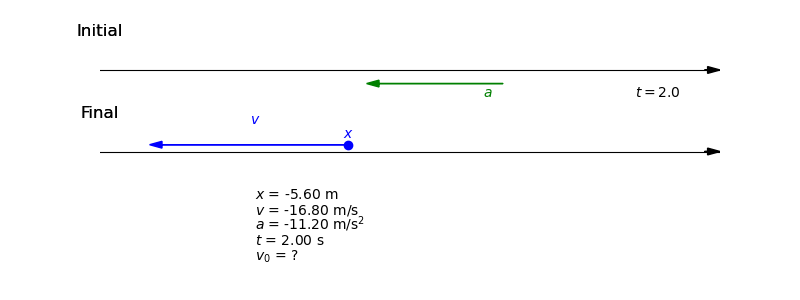 Initial
a
t = 2.0
Final
v
x
x = -5.60 m
v = -16.80 m/s
a = -11.20 m/s²
t = 2.00 s
v₀ = ?